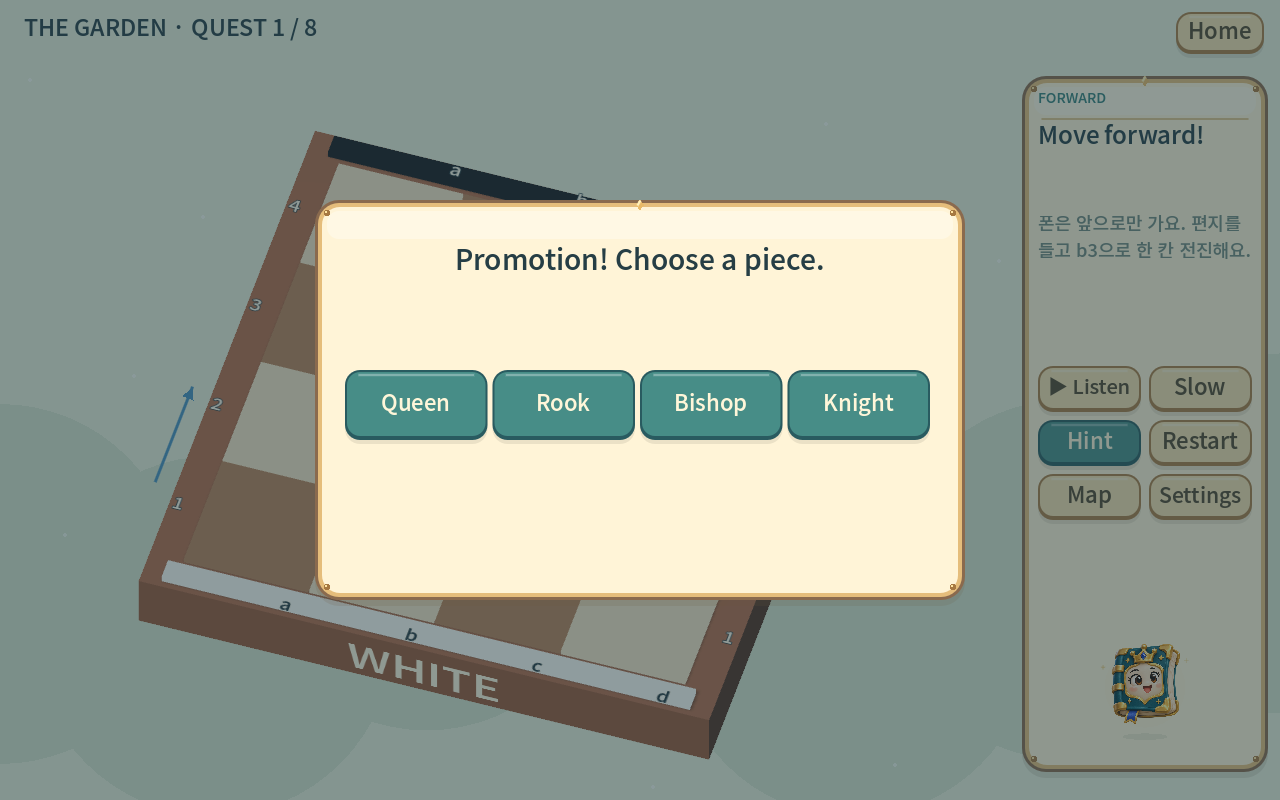 THE GARDEN · QUEST 1 / 8
Home
FORWARD
Move forward!
폰은 앞으로만 가요. 편지를
들고 b3으로 한 칸 전진해요.
Promotion! Choose a piece.
Queen
Rook
Bishop
Knight
▶ Listen
Slow
Hint
Restart
Map
Settings
a
4
3
2
1
a
b
c
d
1
WHITE